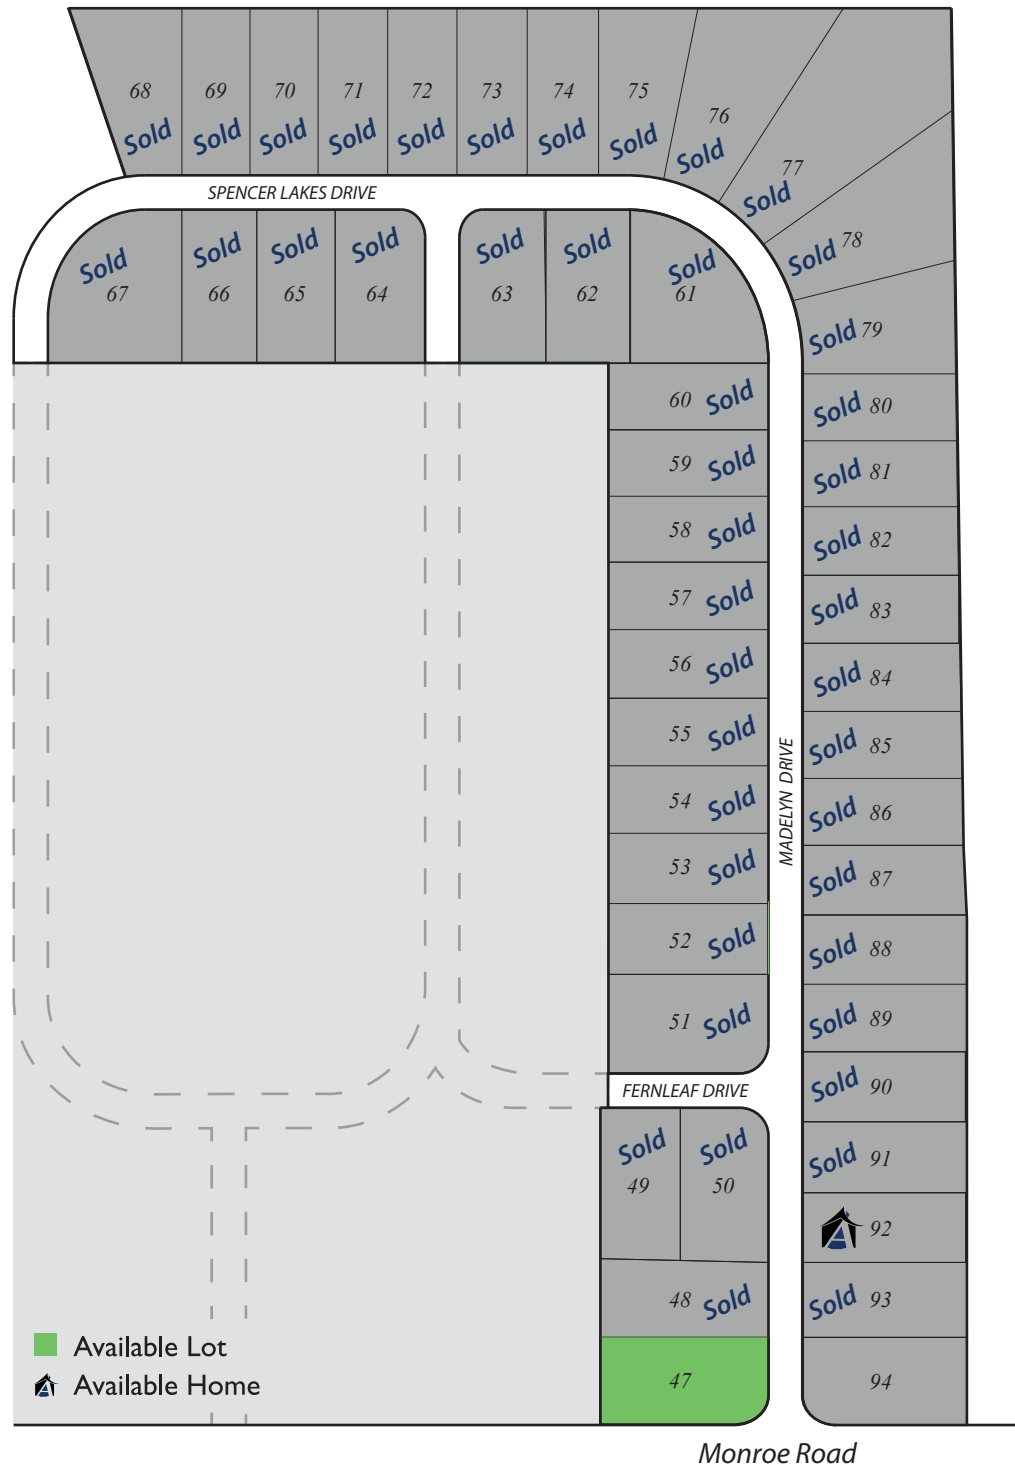 68 69 70 71 72 73 74 75
Sold Sold Sold Sold Sold Sold Sold Sold
76
Sold
77
Sold
SPENCER LAKES DRIVE
Sold 78
Sold Sold Sold Sold Sold Sold Sold
67 66 65 64 63 62 61
Sold 79
60 Sold
Sold 80
59 Sold
Sold 81
58 Sold
Sold 82
57 Sold
Sold 83
56 Sold
Sold 84
55 Sold
Sold 85
MADELYN DRIVE
54 Sold
Sold 86
53 Sold
Sold 87
52 Sold
Sold 88
51 Sold
Sold 89
FERNLEAF DRIVE
Sold 90
Sold Sold
49 50
Sold 91
92
48 Sold
Sold 93
Available Lot
Available Home
47
94
Monroe Road